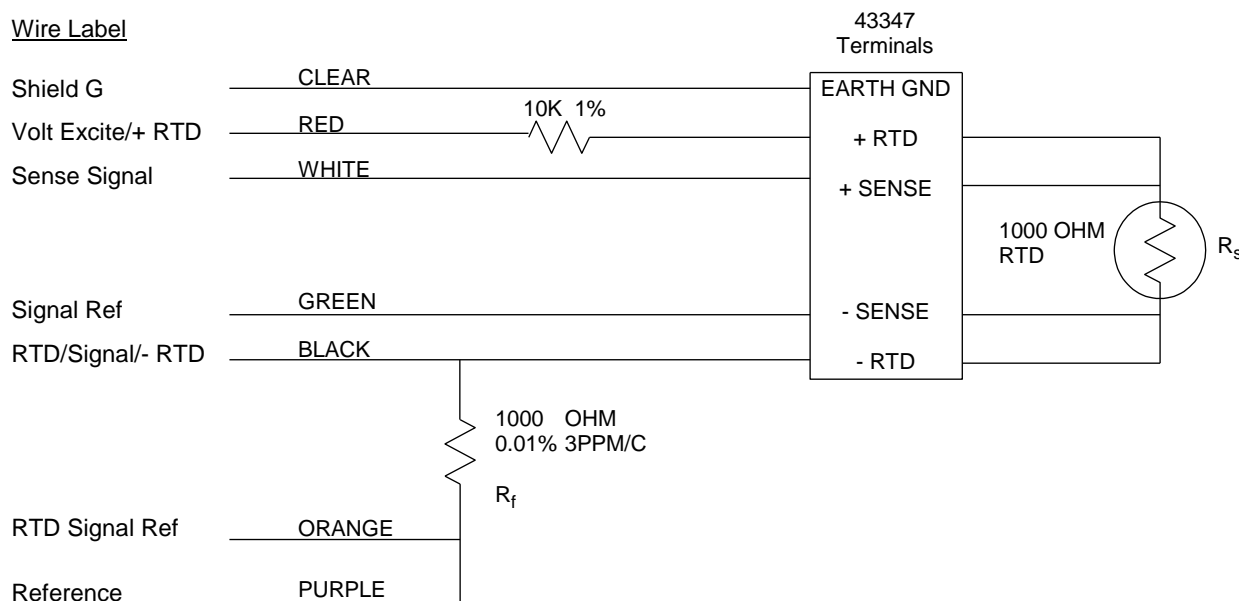 Wire Label
43347
Terminals
Shield G CLEAR EARTH GND
10K 1%
Volt Excite/+ RTD RED + RTD
Sense Signal WHITE + SENSE
1000 OHM
RTD
Rs
Signal Ref GREEN - SENSE
RTD/Signal/- RTD BLACK - RTD
1000 OHM
0.01% 3PPM/C
Rf
RTD Signal Ref ORANGE
Reference PURPLE